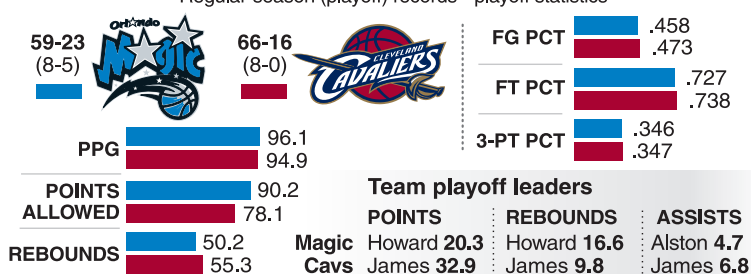 Regular-season (playoff) records - playoff statistics
Orlando
Magic
59-23
(8-5)
66-16
(8-0)
CLEVELAND
CAVALIERS
FG PCT .458
.473
FT PCT .727
.738
3-PT PCT .346
.347
PPG 96.1
94.9
POINTS ALLOWED 90.2
78.1
REBOUNDS 50.2
55.3
Team playoff leaders
POINTS REBOUNDS ASSISTS
Magic Howard 20.3 Howard 16.6 Alston 4.7
Cavs James 32.9 James 9.8 James 6.8